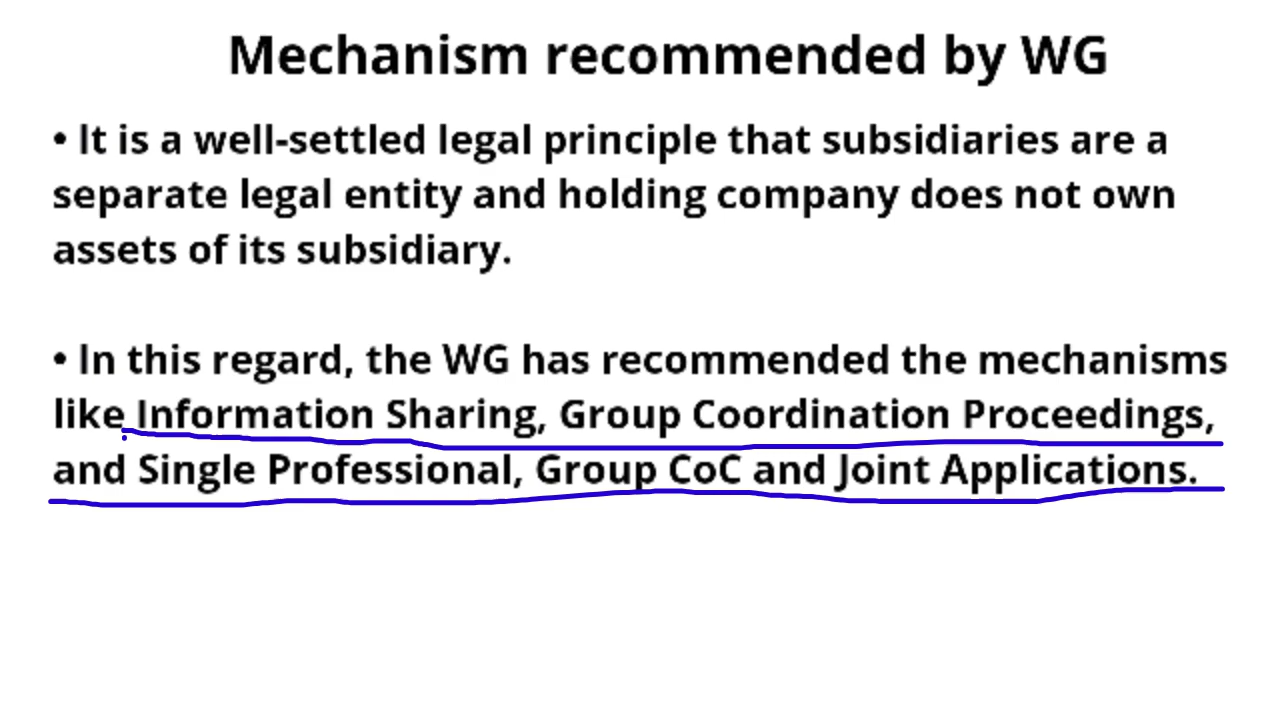 Mechanism recommended by WG
• It is a well-settled legal principle that subsidiaries are a
separate legal entity and holding company does not own
assets of its subsidiary.
• In this regard, the WG has recommended the mechanisms
like Information Sharing, Group Coordination Proceedings,
and Single Professional, Group CoC and Joint Applications.